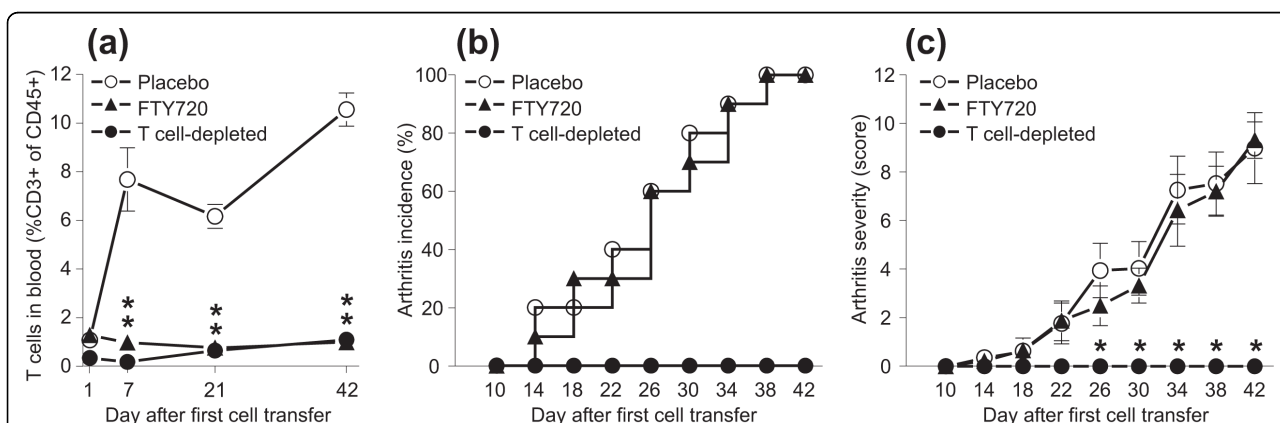 (a)
T cells in blood (%CD3+ of CD45+)
12
10
8
6
4
2
0
Placebo
FTY720
T cell-depleted
* * *
* * *
1 7 21 42
Day after first cell transfer
(b)
Arthritis incidence (%)
100
80
60
40
20
0
Placebo
FTY720
T cell-depleted
10 14 18 22 26 30 34 38 42
Day after first cell transfer
(c)
Arthritis severity (score)
12
10
8
6
4
2
0
Placebo
FTY720
T cell-depleted
* * * * *
10 14 18 22 26 30 34 38 42
Day after first cell transfer